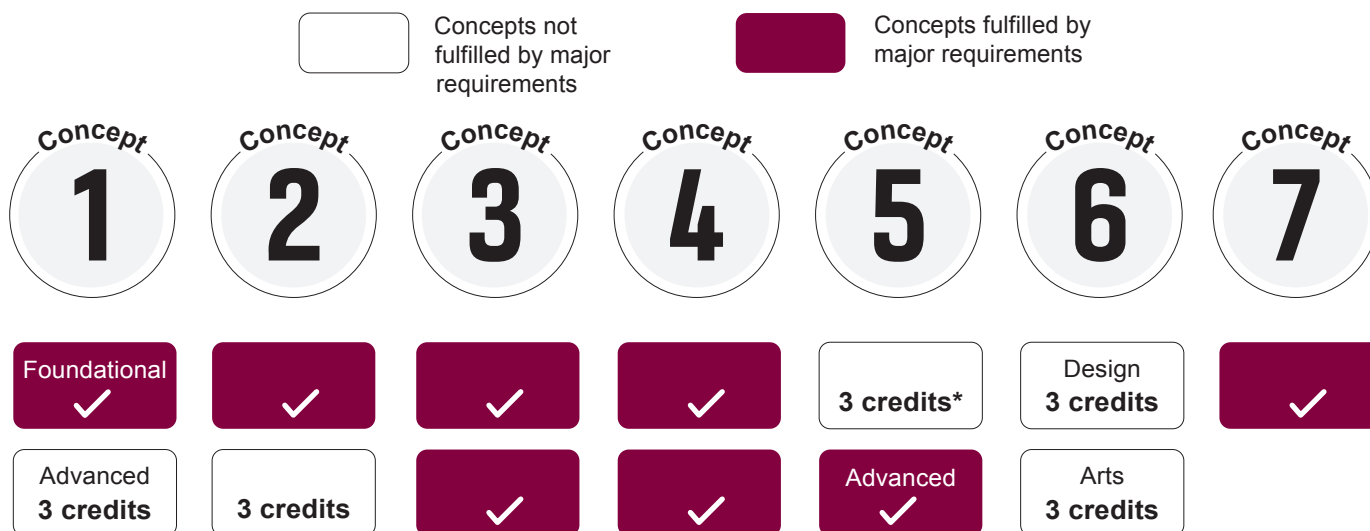 Concepts not
fulfilled by major
requirements
Concepts fulfilled by
major requirements
Concept
1
Concept
2
Concept
3
Concept
4
Concept
5
Concept
6
Concept
7
Foundational
3 credits*
Design
3 credits
Advanced
3 credits
3 credits
Advanced
Arts
3 credits